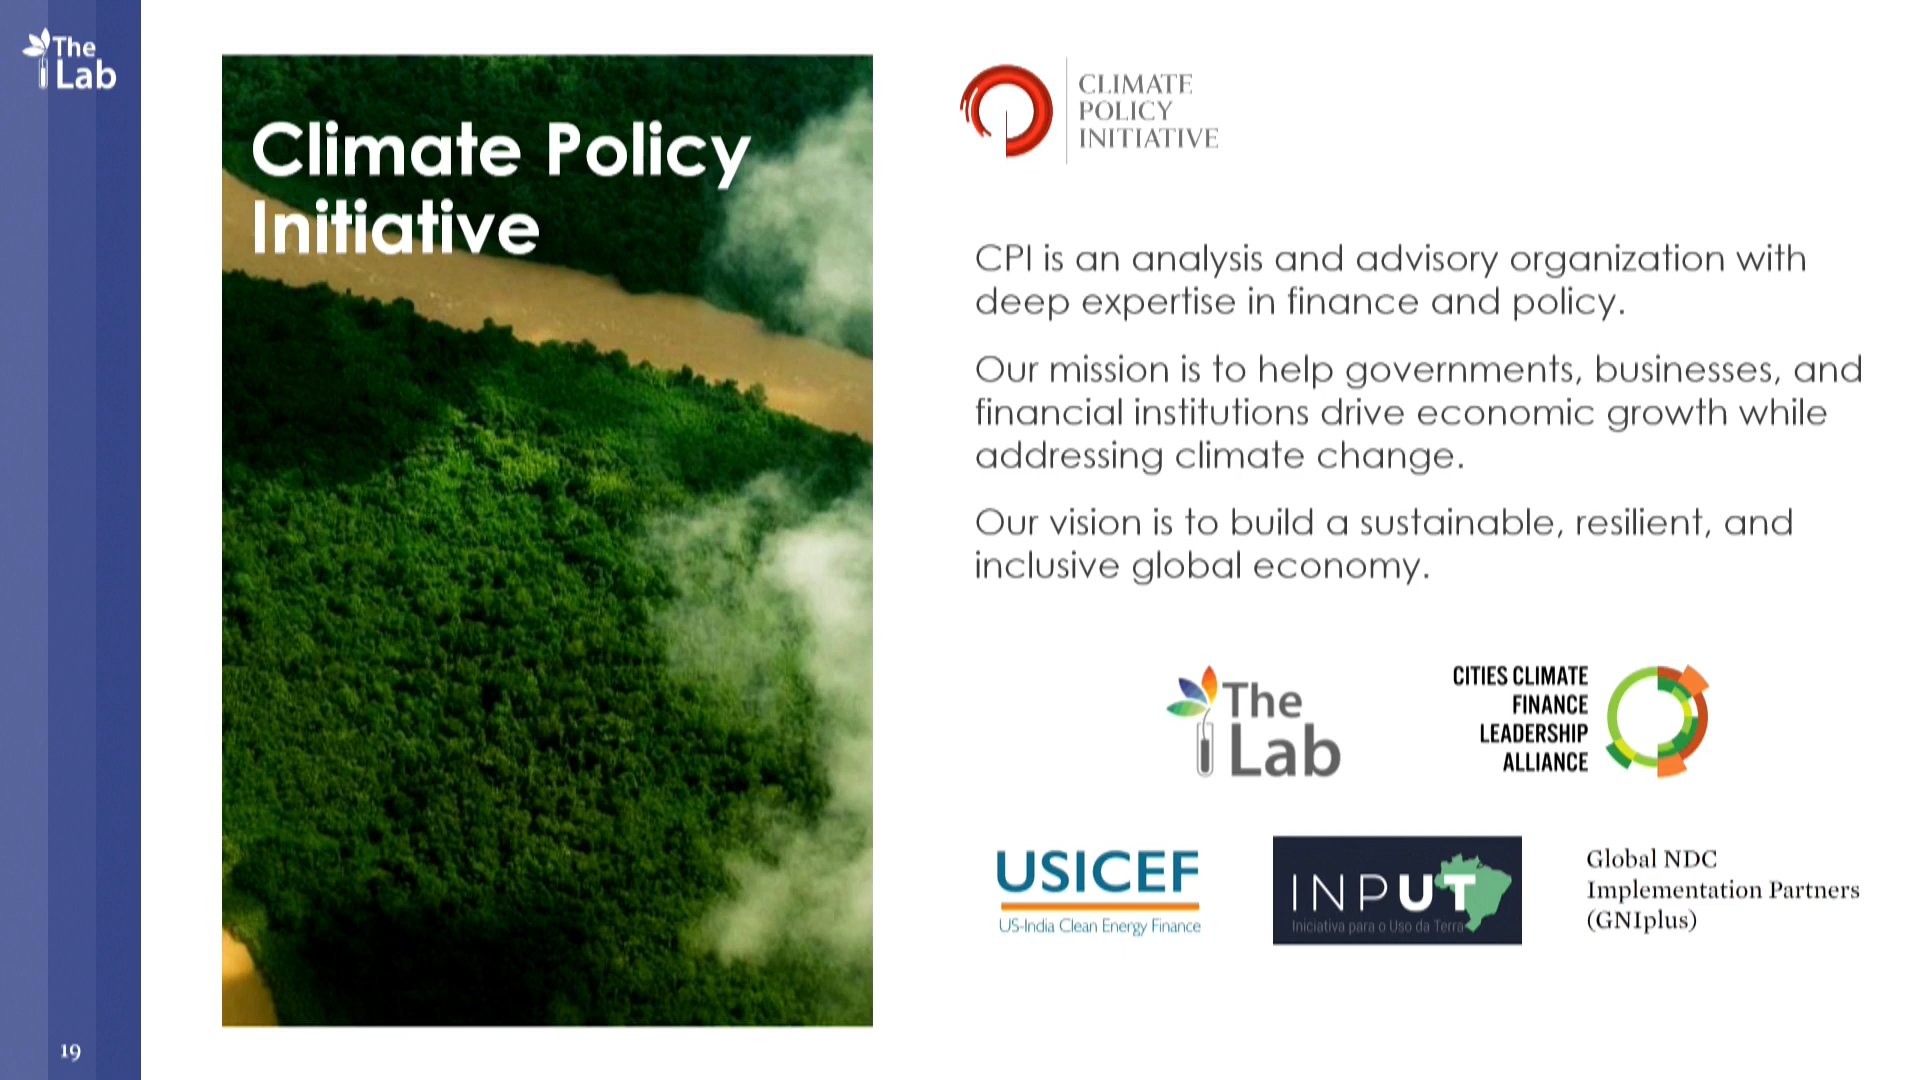 The
Lab
Climate Policy
Initiative
CLIMATE
POLICY
INITIATIVE
CPI is an analysis and advisory organization with
deep expertise in finance and policy.
Our mission is to help governments, businesses, and
financial institutions drive economic growth while
addressing climate change.
Our vision is to build a sustainable, resilient, and
inclusive global economy.
The
Lab
CITIES CLIMATE
FINANCE
LEADERSHIP
ALLIANCE
USICEF
US-India Clean Energy Finance
INPUT
Iniciativa para o Uso da Terra
Global NDC
Implementation Partners
(GNIplus)
19